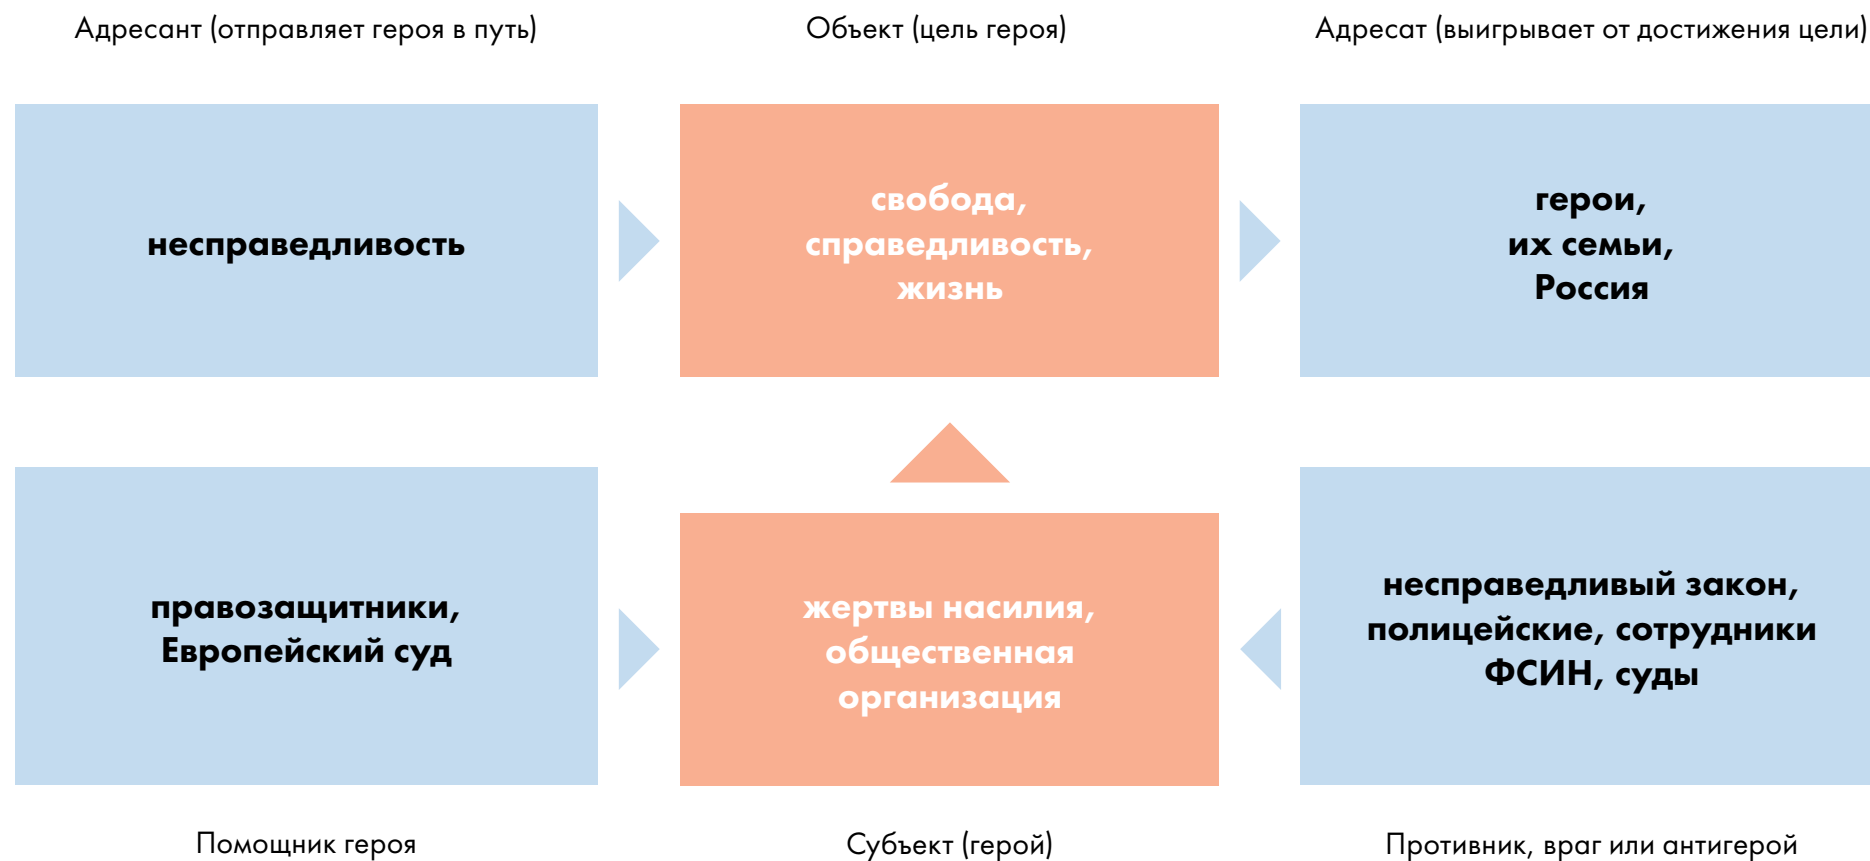 Адресант (отправляет героя в путь)
Объект (цель героя)
Адресат (выигрывает от достижения цели)
несправедливость
свобода,
справедливость,
жизнь
герои,
их семьи,
Россия
правозащитники,
Европейский суд
жертвы насилия,
общественная
организация
несправедливый закон,
полицейские, сотрудники
ФСИН, суды
Помощник героя
Субъект (герой)
Противник, враг или антигерой